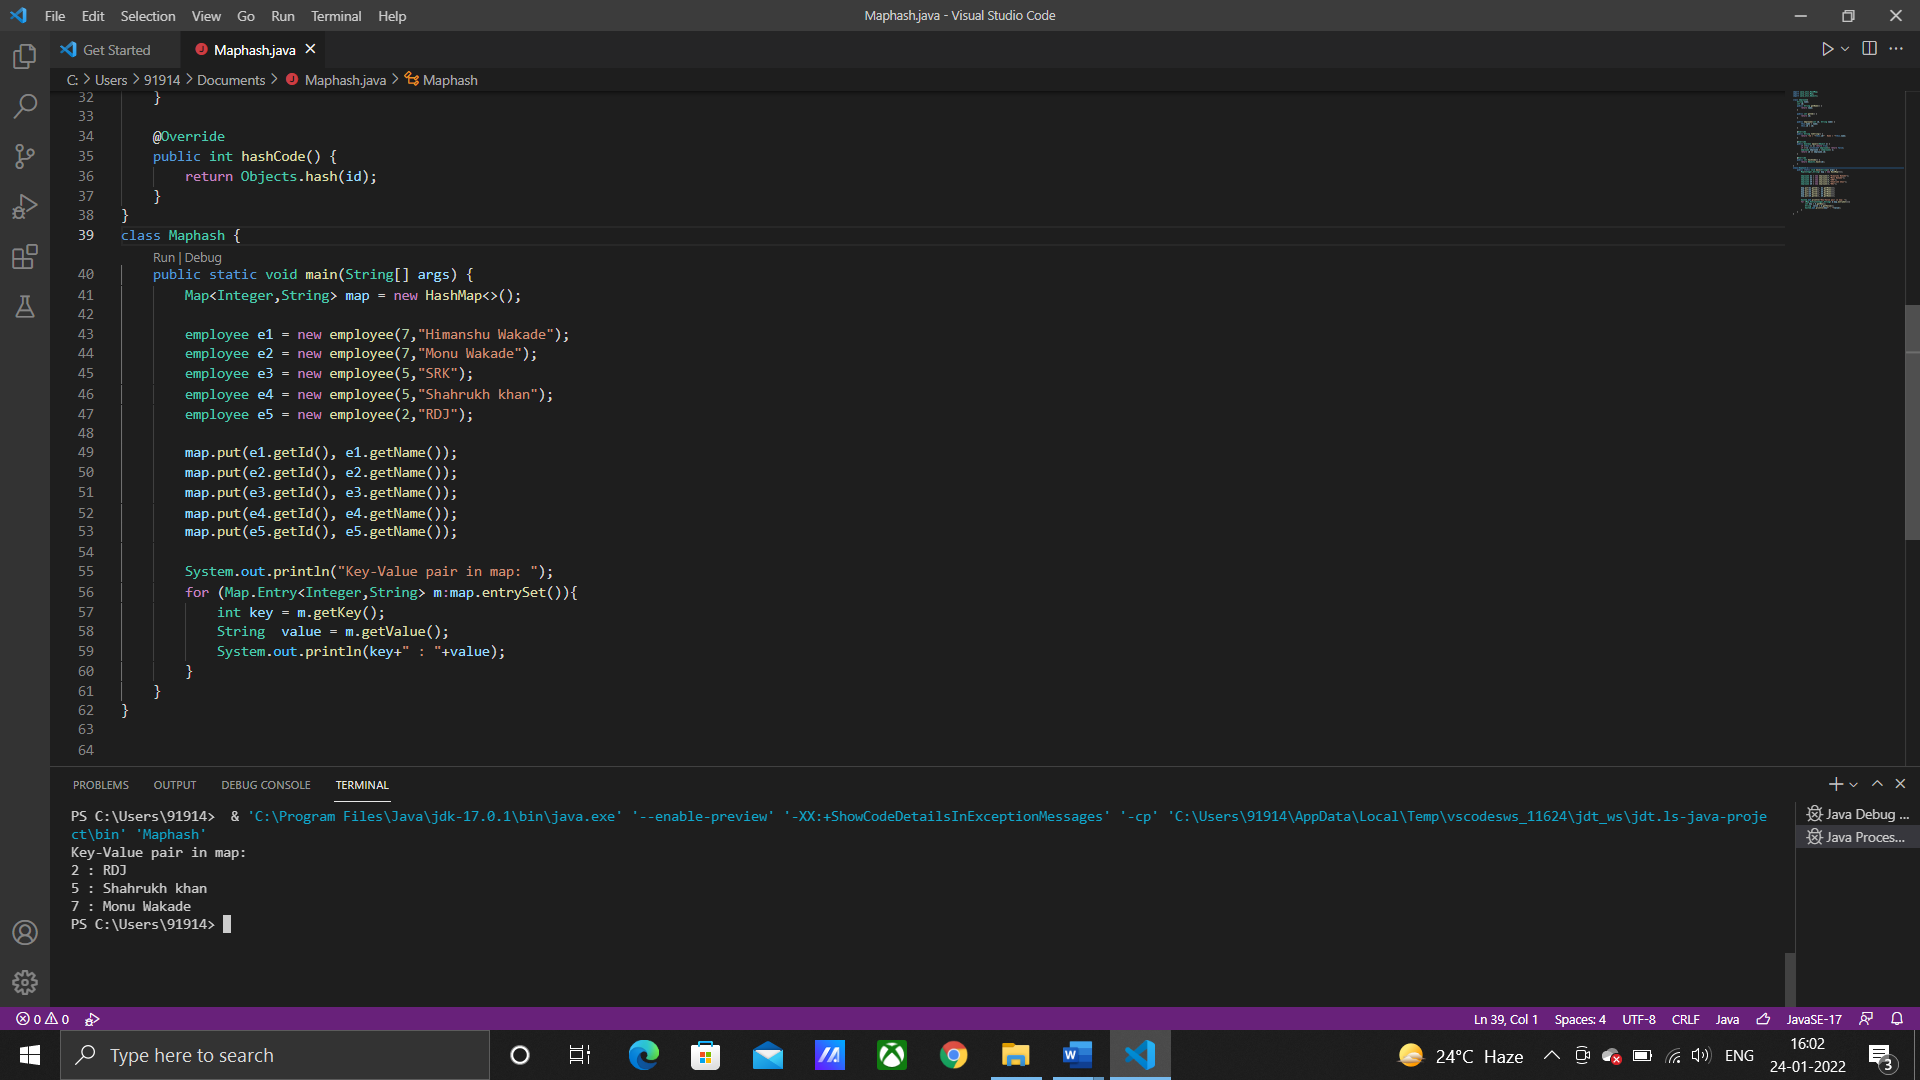 File Edit Selection View Go Run Terminal Help
Maphash.java - Visual Studio Code
Get Started
Maphash.java
C: > Users > 91914 > Documents > Maphash.java > Maphash
32 }
33
34 @Override
35 public int hashCode() {
36 return Objects.hash(id);
37 }
38 }
39 class Maphash {
Run | Debug
40 public static void main(String[] args) {
41 Map<Integer,String> map = new HashMap<>();
42
43 employee e1 = new employee(7,"Himanshu Wakade");
44 employee e2 = new employee(7,"Monu Wakade");
45 employee e3 = new employee(5,"SRK");
46 employee e4 = new employee(5,"Shahrukh khan");
47 employee e5 = new employee(2,"RDJ");
48
49 map.put(e1.getId(), e1.getName());
50 map.put(e2.getId(), e2.getName());
51 map.put(e3.getId(), e3.getName());
52 map.put(e4.getId(), e4.getName());
53 map.put(e5.getId(), e5.getName());
54
55 System.out.println("Key-Value pair in map: ");
56 for (Map.Entry<Integer,String> m:map.entrySet()){
57 int key = m.getKey();
58 String  value = m.getValue();
59 System.out.println(key+" : "+value);
60 }
61 }
62 }
63
64
PROBLEMS OUTPUT DEBUG CONSOLE TERMINAL
PS C:\Users\91914>  & 'C:\Program Files\Java\jdk-17.0.1\bin\java.exe' '--enable-preview' '-XX:+ShowCodeDetailsInExceptionMessages' '-cp' 'C:\Users\91914\AppData\Local\Temp\vscodesws_11624\jdt_ws\jdt.ls-java-proje
ct\bin' 'Maphash'
Key-Value pair in map:
2 : RDJ
5 : Shahrukh khan
7 : Monu Wakade
PS C:\Users\91914>
Java Debug ...
Java Proces...
0 0
Ln 39, Col 1 Spaces: 4 UTF-8 CRLF Java JavaSE-17
Type here to search
24°C Haze
ENG
16:02
24-01-2022
3